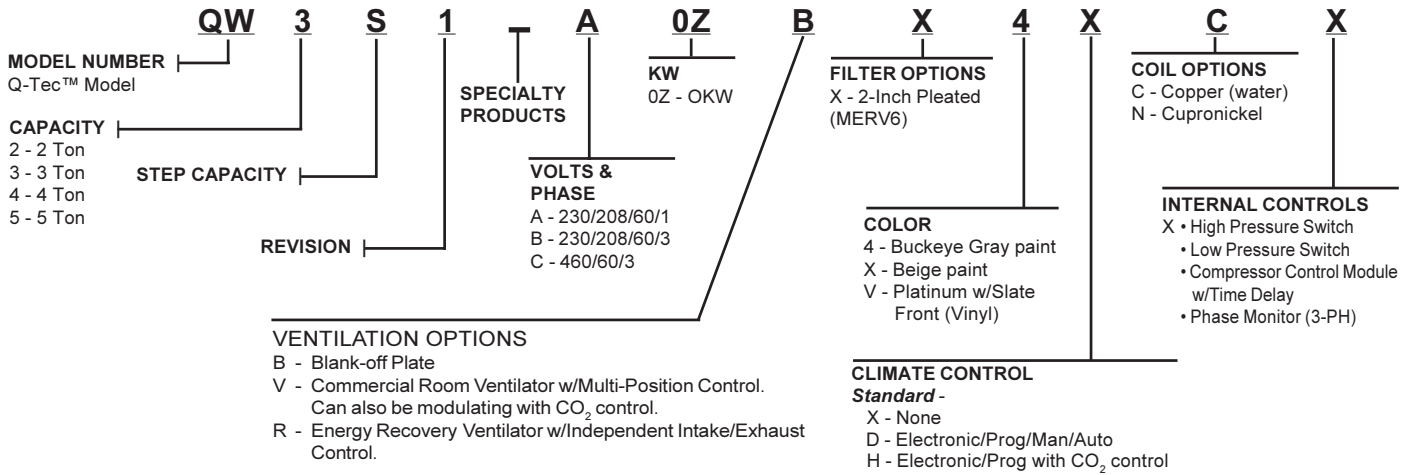 QW 3 S 1 - A 0Z B X 4 X C X
MODEL NUMBER
Q-Tec™ Model
CAPACITY
2 - 2 Ton
3 - 3 Ton
4 - 4 Ton
5 - 5 Ton
STEP CAPACITY
REVISION
SPECIALTY
PRODUCTS
VOLTS &
PHASE
A - 230/208/60/1
B - 230/208/60/3
C - 460/60/3
KW
0Z - OKW
VENTILATION OPTIONS
B - Blank-off Plate
V - Commercial Room Ventilator w/Multi-Position Control.
Can also be modulating with CO₂ control.
R - Energy Recovery Ventilator w/Independent Intake/Exhaust
Control.
FILTER OPTIONS
X - 2-Inch Pleated
(MERV6)
COLOR
4 - Buckeye Gray paint
X - Beige paint
V - Platinum w/Slate
Front (Vinyl)
CLIMATE CONTROL
Standard -
X - None
D - Electronic/Prog/Man/Auto
H - Electronic/Prog with CO₂ control
COIL OPTIONS
C - Copper (water)
N - Cupronickel
INTERNAL CONTROLS
X • High Pressure Switch
• Low Pressure Switch
• Compressor Control Module
w/Time Delay
• Phase Monitor (3-PH)